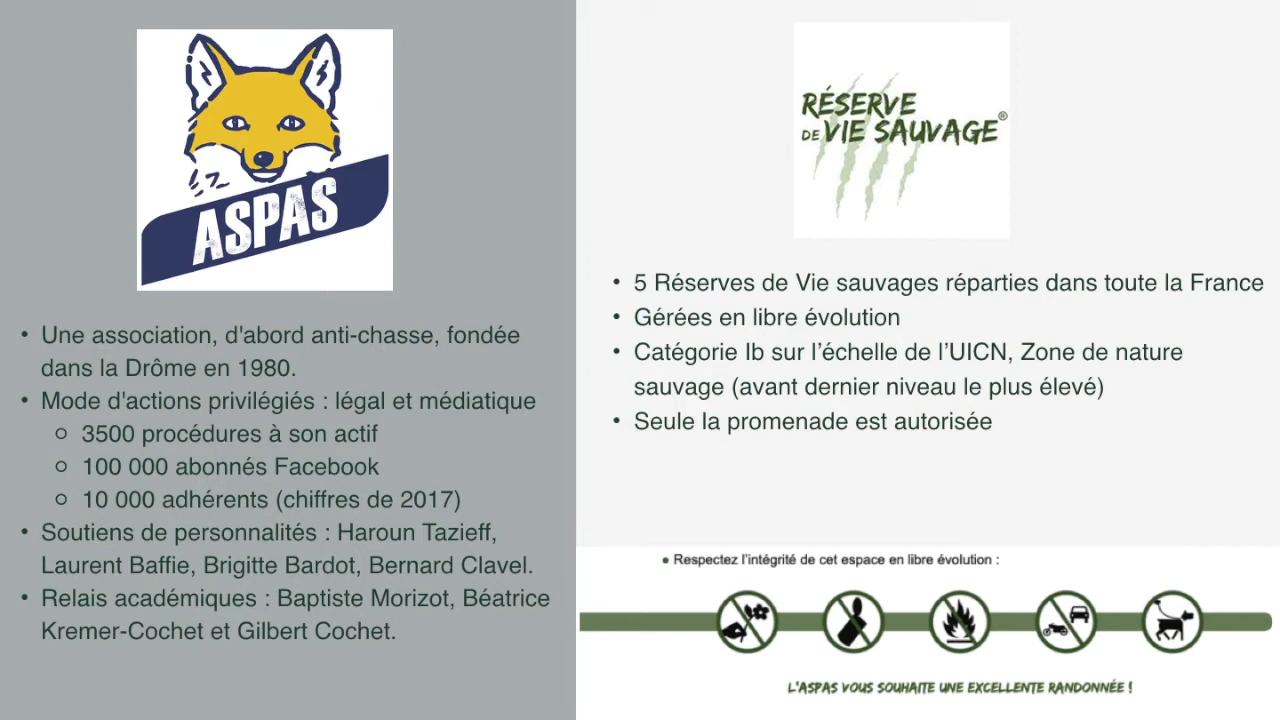 ASPAS
• Une association, d'abord anti-chasse, fondée
dans la Drôme en 1980.
• Mode d'actions privilégiés : légal et médiatique
○ 3500 procédures à son actif
○ 100 000 abonnés Facebook
○ 10 000 adhérents (chiffres de 2017)
• Soutiens de personnalités : Haroun Tazieff,
Laurent Baffie, Brigitte Bardot, Bernard Clavel.
• Relais académiques : Baptiste Morizot, Béatrice
Kremer-Cochet et Gilbert Cochet.
RÉSERVE
DE VIE SAUVAGE®
• 5 Réserves de Vie sauvages réparties dans toute la France
• Gérées en libre évolution
• Catégorie Ib sur l’échelle de l’UICN, Zone de nature
sauvage (avant dernier niveau le plus élevé)
• Seule la promenade est autorisée
• Respectez l’intégrité de cet espace en libre évolution :
L'ASPAS VOUS SOUHAITE UNE EXCELLENTE RANDONNÉE !